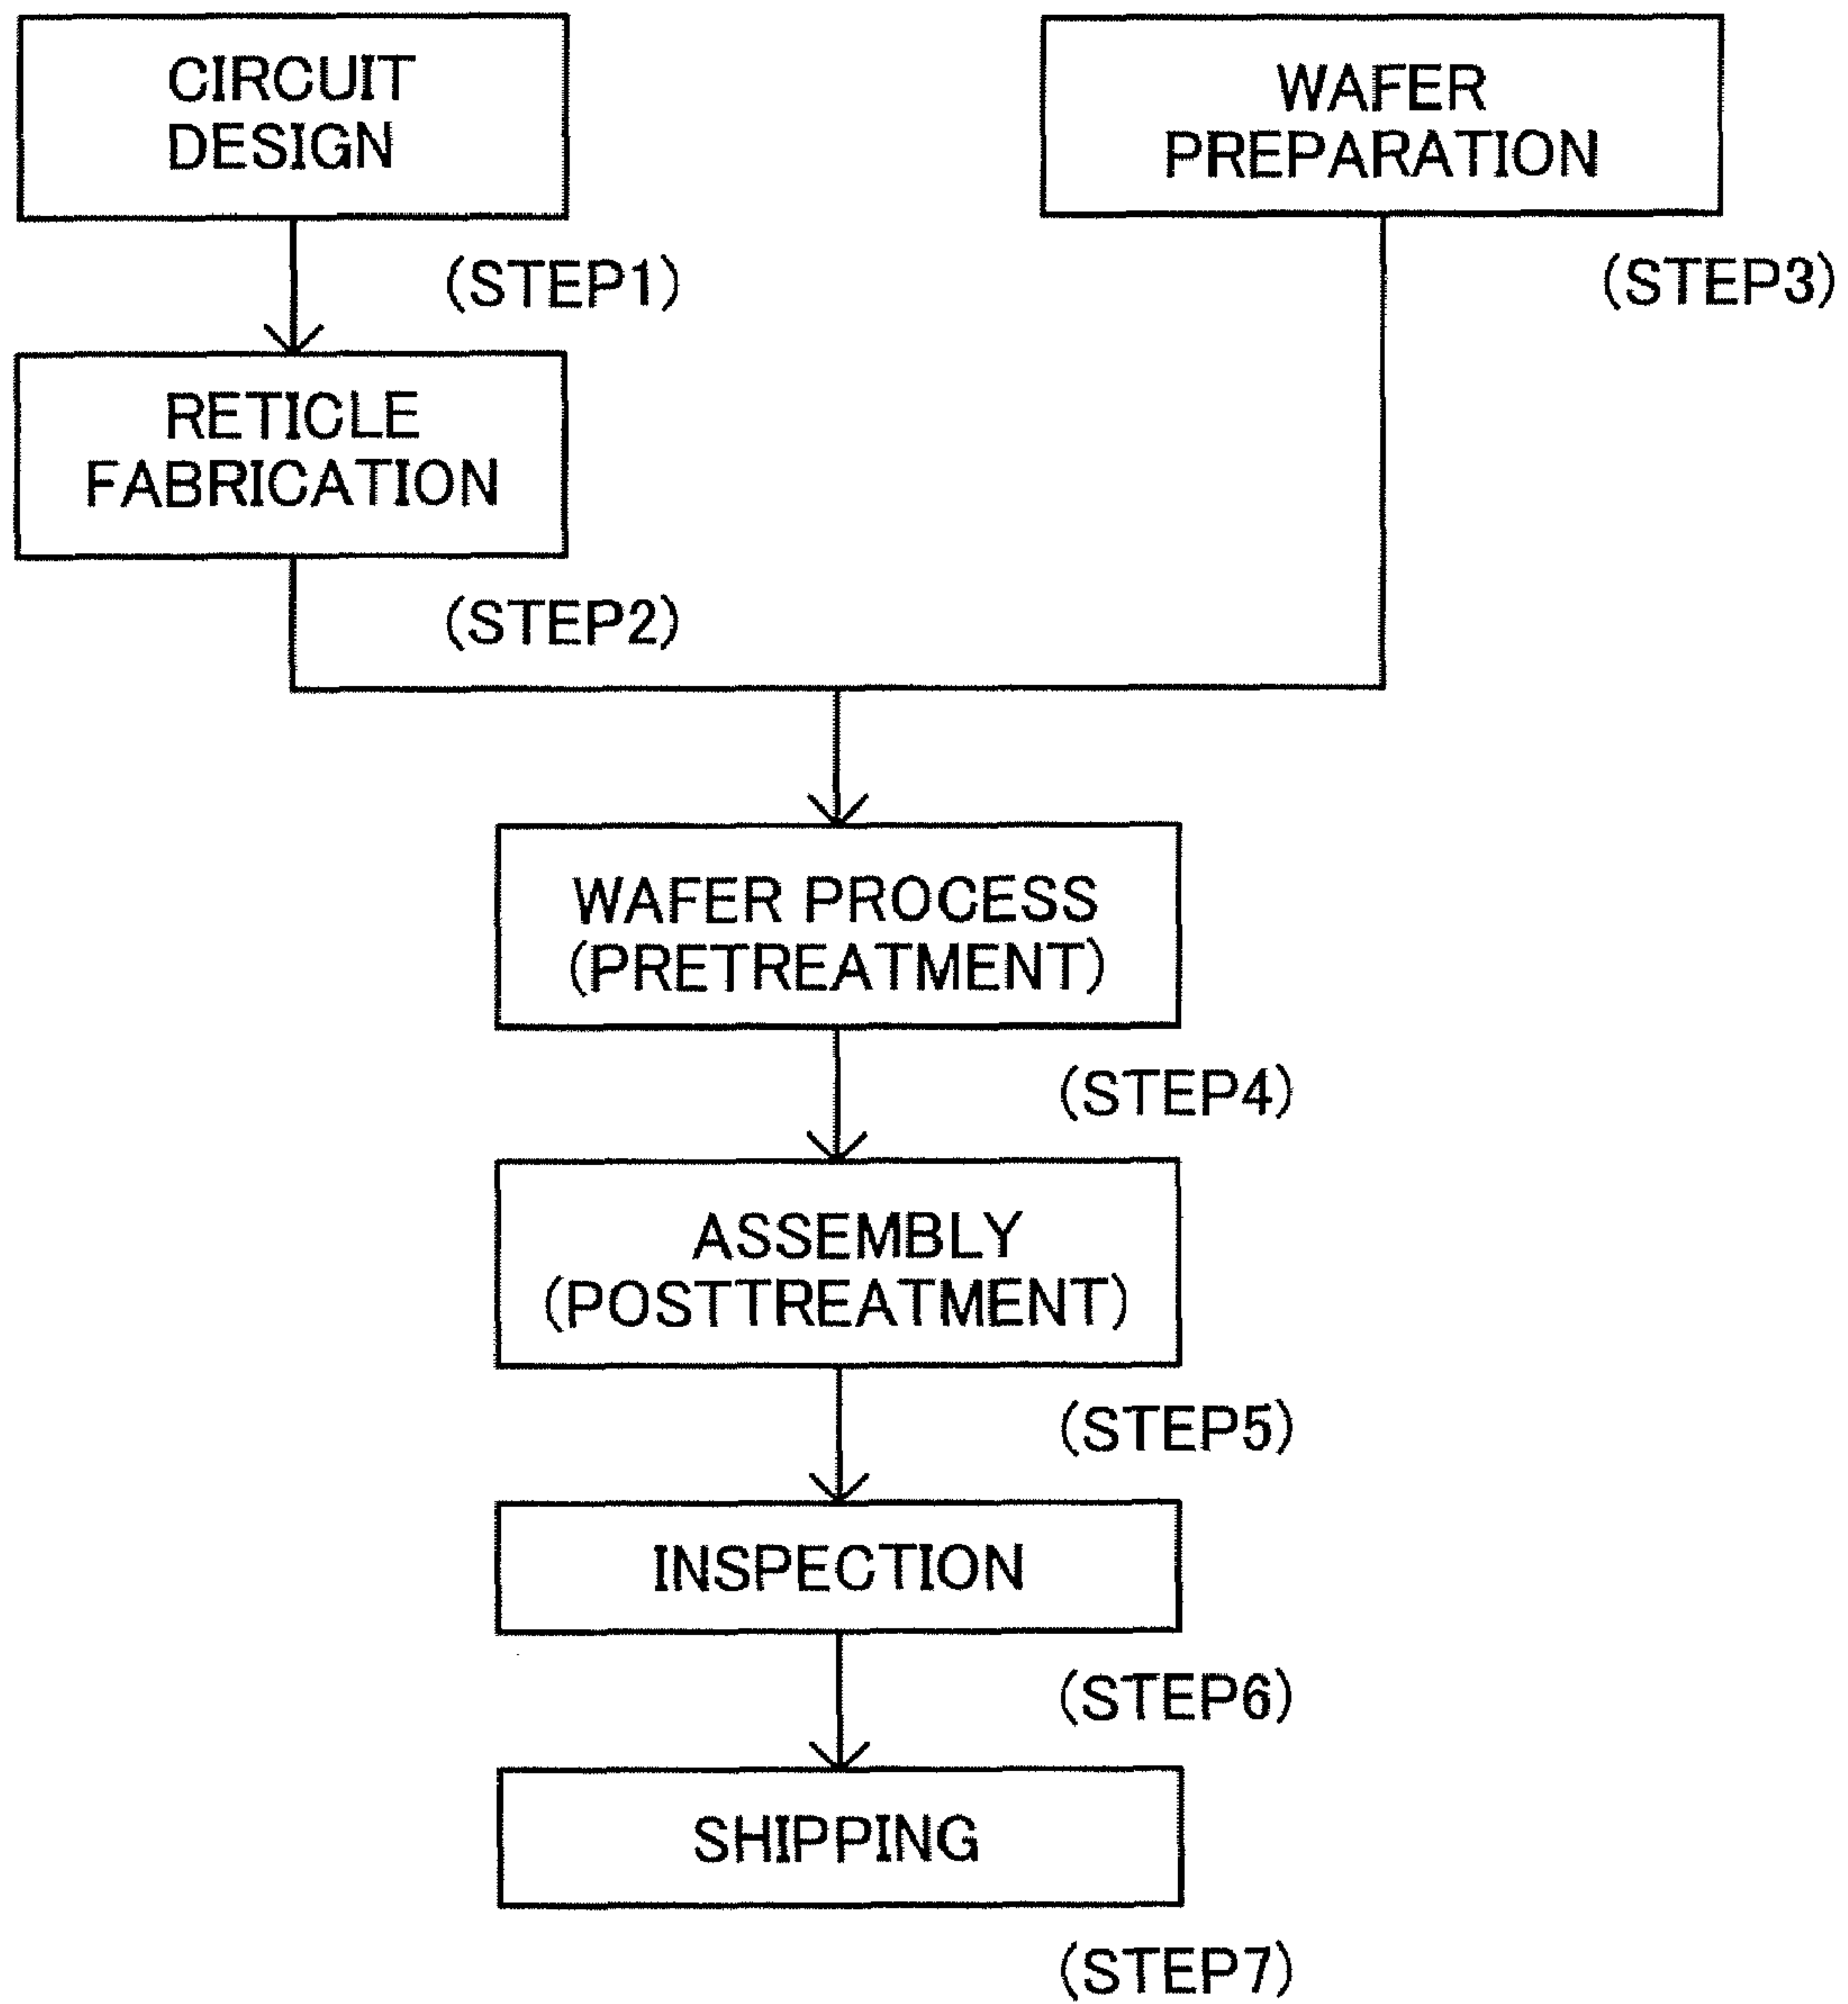 CIRCUIT
DESIGN
(STEP1)
WAFER
PREPARATION
(STEP3)
RETICLE
FABRICATION
(STEP2)
WAFER PROCESS
(PRETREATMENT)
(STEP4)
ASSEMBLY
(POSTTREATMENT)
(STEP5)
INSPECTION
(STEP6)
SHIPPING
(STEP7)